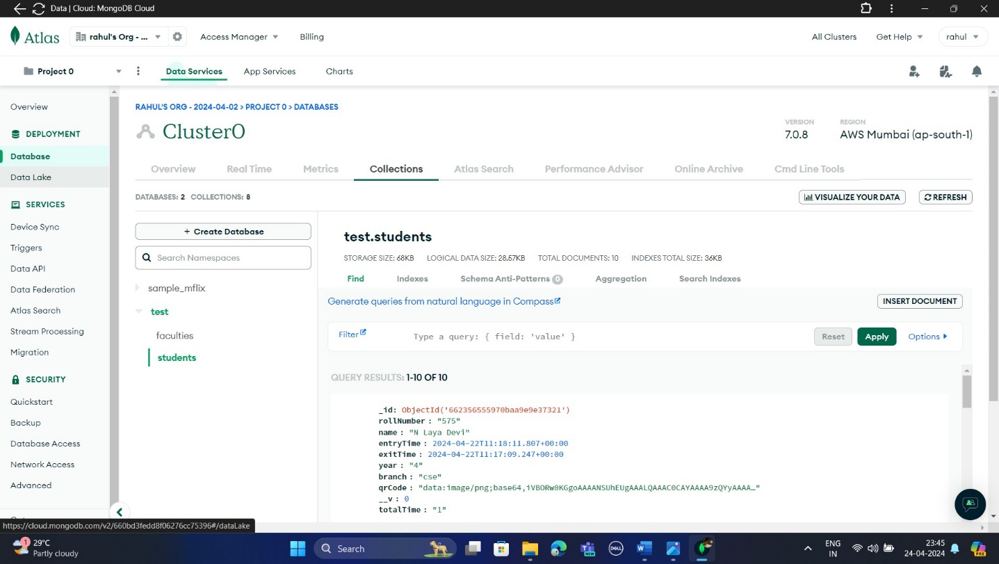 Data | Cloud: MongoDB Cloud
Atlas
rahul's Org - ...
Access Manager
Billing
All Clusters
Get Help
rahul
Project 0
Data Services
App Services
Charts
Overview
DEPLOYMENT
Database
Data Lake
SERVICES
Device Sync
Triggers
Data API
Data Federation
Atlas Search
Stream Processing
Migration
SECURITY
Quickstart
Backup
Database Access
Network Access
Advanced
RAHUL'S ORG - 2024-04-02 > PROJECT 0 > DATABASES
Cluster0
VERSION
7.0.8
REGION
AWS Mumbai (ap-south-1)
Overview
Real Time
Metrics
Collections
Atlas Search
Performance Advisor
Online Archive
Cmd Line Tools
DATABASES: 2 COLLECTIONS: 8
VISUALIZE YOUR DATA
REFRESH
+ Create Database
Search Namespaces
sample_mflix
test
faculties
students
test.students
STORAGE SIZE: 68KB LOGICAL DATA SIZE: 28.57KB TOTAL DOCUMENTS: 10 INDEXES TOTAL SIZE: 36KB
Find
Indexes
Schema Anti-Patterns 0
Aggregation
Search Indexes
Generate queries from natural language in Compass
INSERT DOCUMENT
Filter
Type a query: { field: 'value' }
Reset
Apply
Options
QUERY RESULTS: 1-10 OF 10
_id: ObjectId('662356555970baa9e9e37321')
rollNumber : "575"
name : "N Laya Devi"
entryTime : 2024-04-22T11:18:11.807+00:00
exitTime : 2024-04-22T11:17:09.247+00:00
year : "4"
branch : "cse"
qrCode : "data:image/png;base64,iVBORw0KGgoAAAANSUhEUgAAALQAAAC0CAYAAAA9zQYyAAAA…"
__v : 0
totalTime : "1"
https://cloud.mongodb.com/v2/660bd3fedd8f06276cc75396#/dataLake
1
29°C
Partly cloudy
Search
NEW
DELL
W
ENG
IN
23:45
24-04-2024
PRE